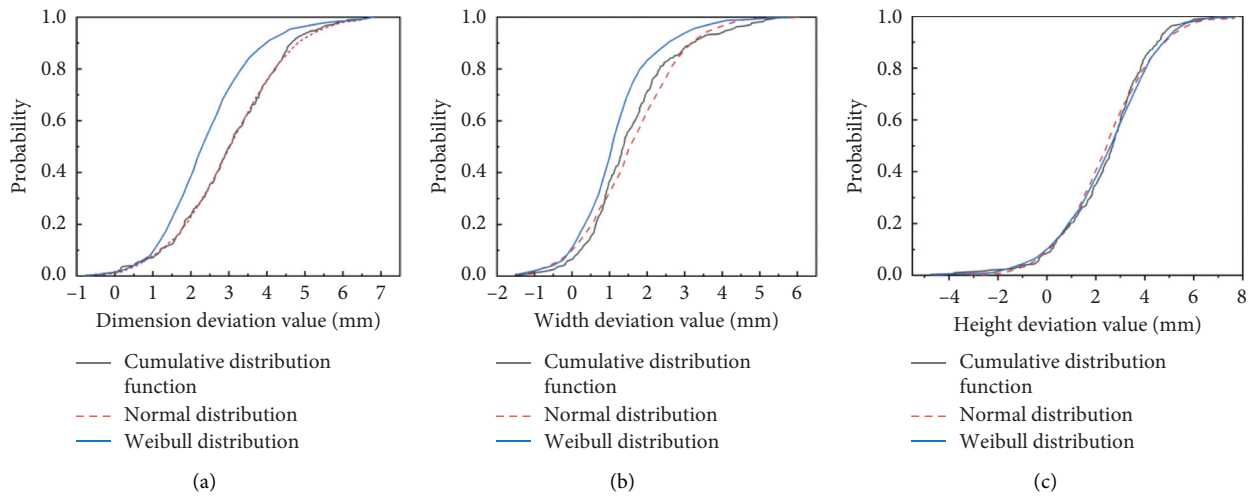 1.0
0.8
0.6
0.4
0.2
0.0
Probability
−1 0 1 2 3 4 5 6 7
Dimension deviation value (mm)
Cumulative distribution
function
Normal distribution
Weibull distribution
(a)
1.0
0.8
0.6
0.4
0.2
0.0
Probability
−2 −1 0 1 2 3 4 5 6
Width deviation value (mm)
Cumulative distribution
function
Normal distribution
Weibull distribution
(b)
1.0
0.8
0.6
0.4
0.2
0.0
Probability
−4 −2 0 2 4 6 8
Height deviation value (mm)
Cumulative distribution
function
Normal distribution
Weibull distribution
(c)